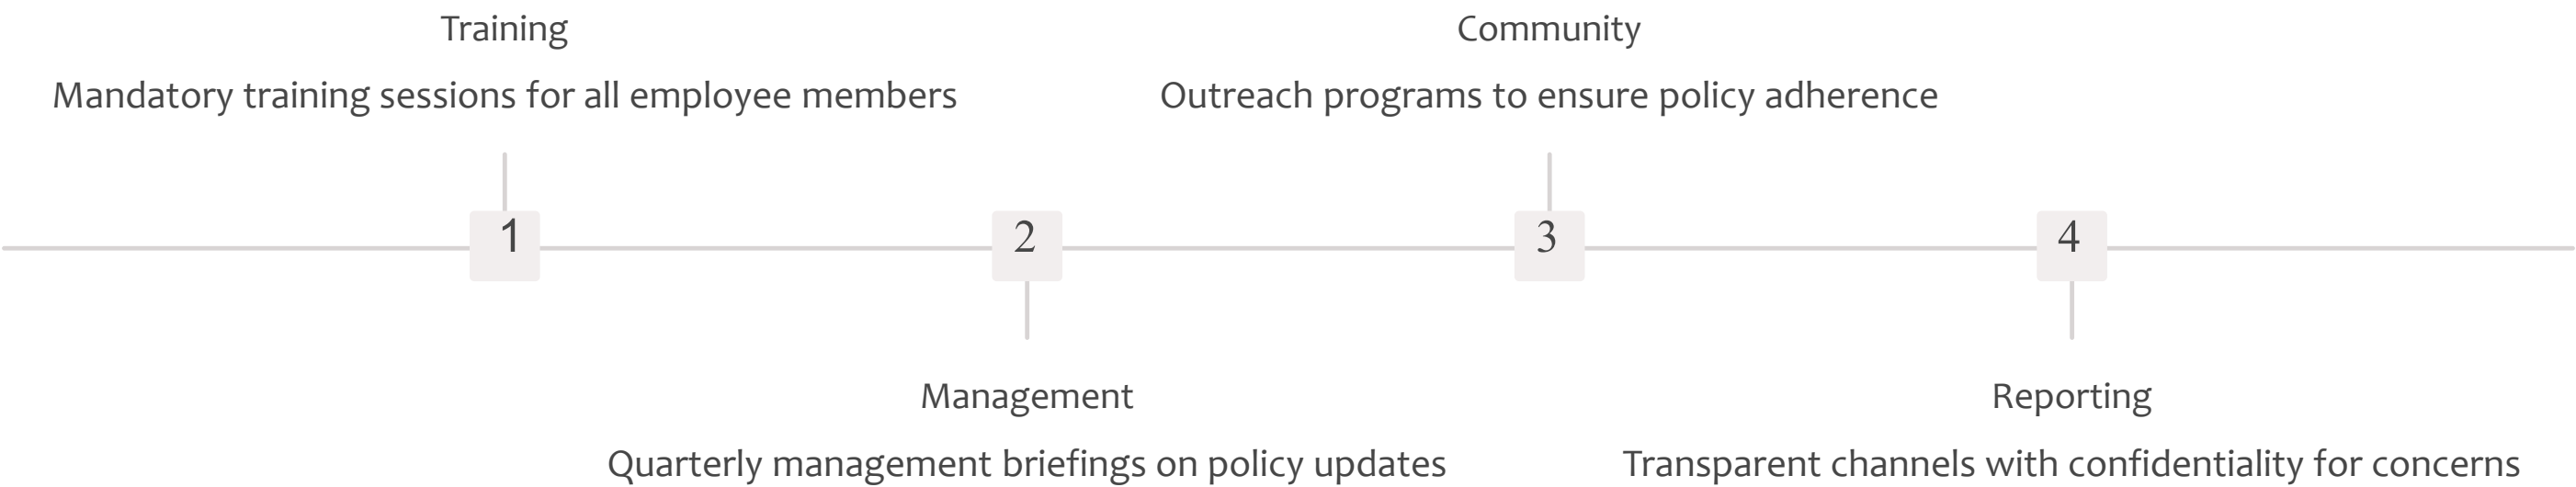 Training
Mandatory training sessions for all employee members
Community
Outreach programs to ensure policy adherence
1
2
3
4
Management
Quarterly management briefings on policy updates
Reporting
Transparent channels with confidentiality for concerns